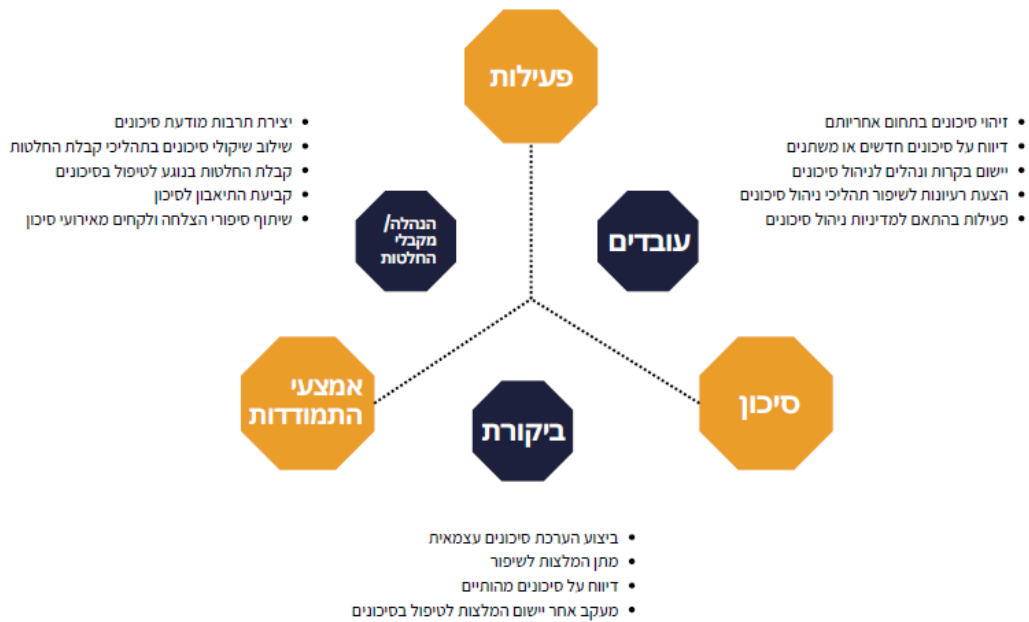 פעילות
• זיהוי סיכונים בתחום אחריותם
• דיווח על סיכונים חדשים או משתנים
• יישום בקרות ונהלים לניהול סיכונים
• הצעת רעיונות לשיפור תהליכי ניהול סיכונים
• פעילות בהתאם למדיניות ניהול סיכונים
עובדים
• יצירת תרבות מודעת סיכונים
• שילוב שיקולי סיכונים בתהליכי קבלת החלטות
• קבלת החלטות בנוגע לטיפול בסיכונים
• קביעת התיאבון לסיכון
• שיתוף סיפורי הצלחה ולקחים מאירועי סיכון
הנהלה/
מקבלי
החלטות
סיכון
ביקורת
אמצעי
התמודדות
• ביצוע הערכת סיכונים עצמאית
• מתן המלצות לשיפור
• דיווח על סיכונים מהותיים
• מעקב אחר יישום המלצות לטיפול בסיכונים